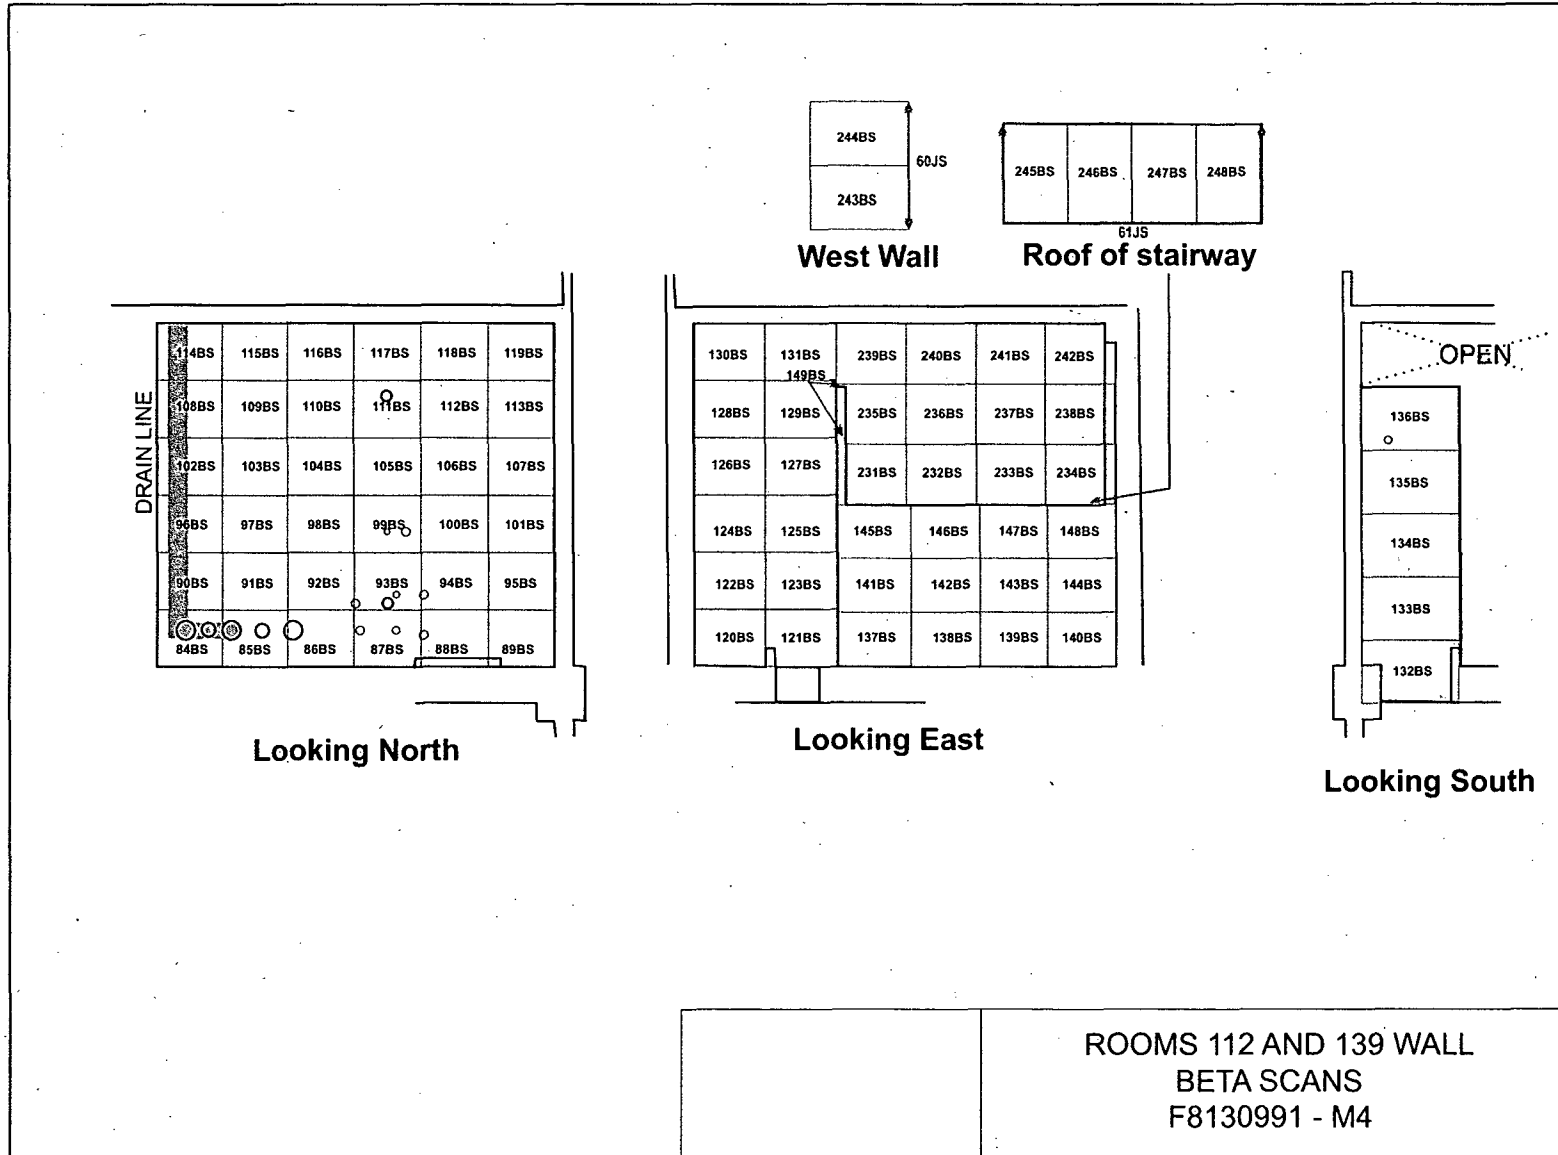 244BS
60JS
243BS
West Wall
245BS 246BS 247BS 248BS
61JS
Roof of stairway
114BS 115BS 116BS 117BS 118BS 119BS
108BS 109BS 110BS 111BS 112BS 113BS
102BS 103BS 104BS 105BS 106BS 107BS
96BS 97BS 98BS 99BS 100BS 101BS
90BS 91BS 92BS 93BS 94BS 95BS
84BS 85BS 86BS 87BS 88BS 89BS
DRAIN LINE
Looking North
130BS 131BS 239BS 240BS 241BS 242BS
149BS
128BS 129BS 235BS 236BS 237BS 238BS
126BS 127BS 231BS 232BS 233BS 234BS
124BS 125BS 145BS 146BS 147BS 148BS
122BS 123BS 141BS 142BS 143BS 144BS
120BS 121BS 137BS 138BS 139BS 140BS
Looking East
OPEN
136BS
135BS
134BS
133BS
132BS
Looking South
ROOMS 112 AND 139 WALL
BETA SCANS
F8130991 - M4